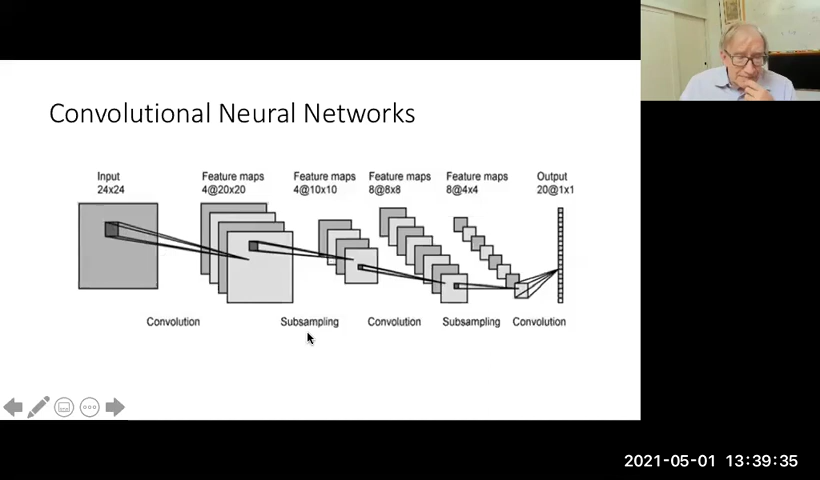 Convolutional Neural Networks
Input
24x24
Feature maps
4@20x20
Feature maps
4@10x10
Feature maps
8@8x8
Feature maps
8@4x4
Output
20@1x1
Convolution
Subsampling
Convolution
Subsampling
Convolution
2021-05-01 13:39:35